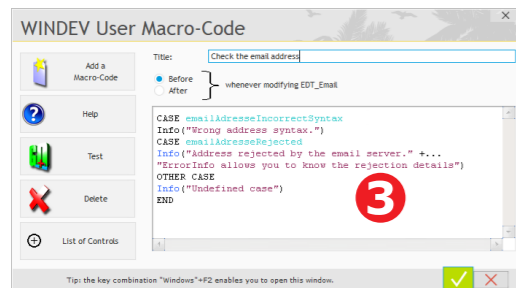 WINDEV User Macro-Code
Add a
Macro-Code
Help
Test
Delete
List of Controls
Title: Check the email address
Before
After
whenever modifying EDT_Email
CASE emailAdresseIncorrectSyntax
Info("Wrong address syntax.")
CASE emailAdresseRejected
Info("Address rejected by the email server." +...
"ErrorInfo allows you to know the rejection details")
OTHER CASE
Info("Undefined case")
END
3
Tip: the key combination "Windows"+F2 enables you to open this window.